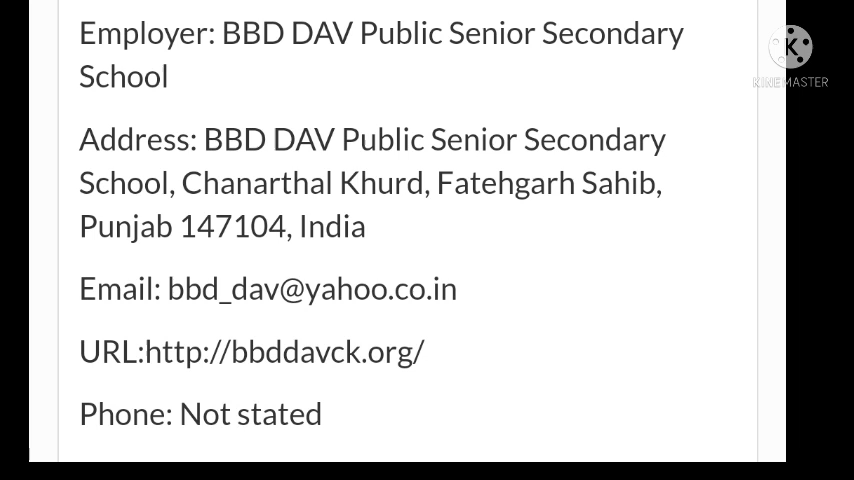 Employer: BBD DAV Public Senior Secondary
School
Address: BBD DAV Public Senior Secondary
School, Chanarthal Khurd, Fatehgarh Sahib,
Punjab 147104, India
Email: bbd_dav@yahoo.co.in
URL:http://bbddavck.org/
Phone: Not stated
K
KINEMASTER